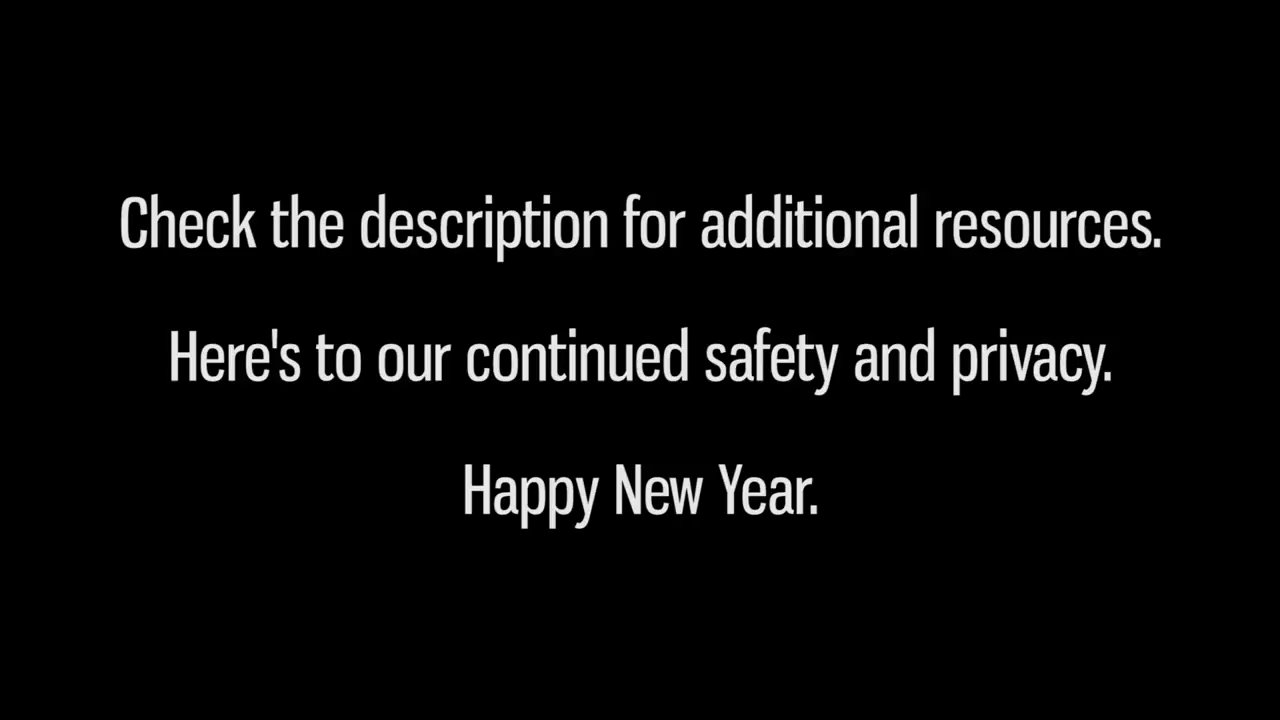 Check the description for additional resources.
Here's to our continued safety and privacy.
Happy New Year.